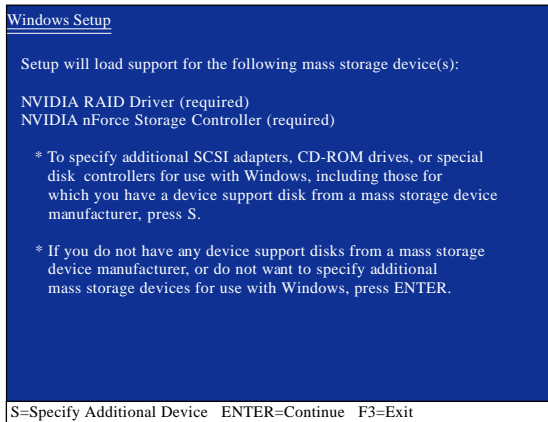 Windows Setup
Setup will load support for the following mass storage device(s):
NVIDIA RAID Driver (required)
NVIDIA nForce Storage Controller (required)
* To specify additional SCSI adapters, CD-ROM drives, or special
disk controllers for use with Windows, including those for
which you have a device support disk from a mass storage device
manufacturer, press S.
* If you do not have any device support disks from a mass storage
device manufacturer, or do not want to specify additional
mass storage devices for use with Windows, press ENTER.
S=Specify Additional Device ENTER=Continue F3=Exit